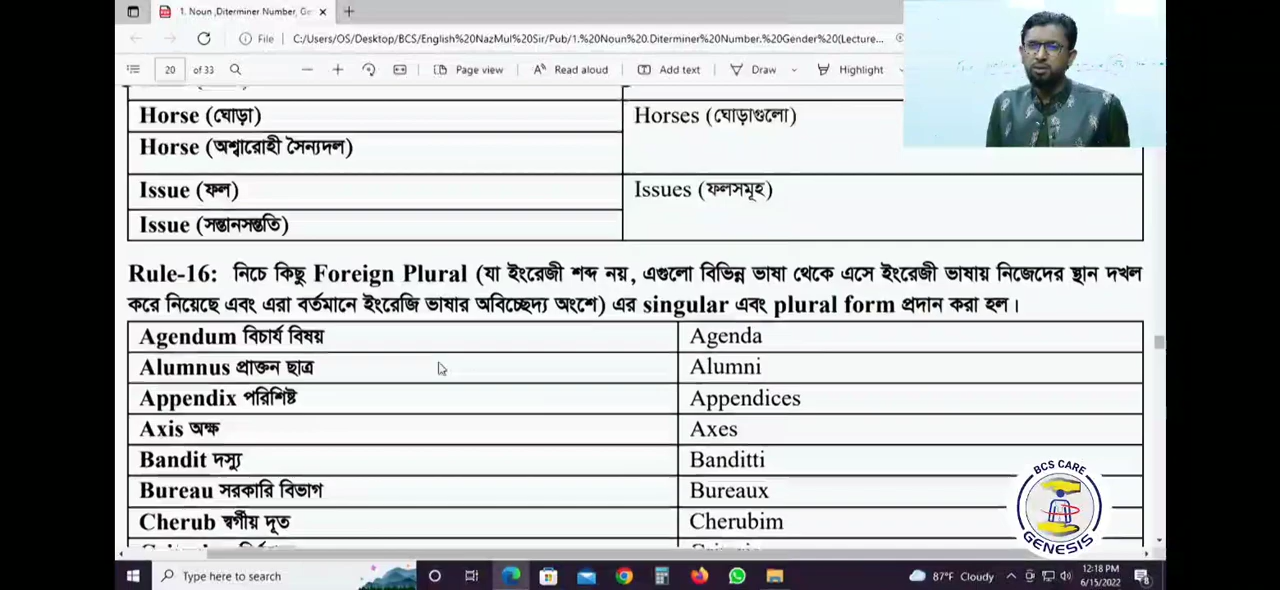 1. Noun ,Diterminer Number, Ge
File
C:/Users/OS/Desktop/BCS/English%20NazMul%20Sir/Pub/1.%20Noun%20.Diterminer%20Number.%20Gender%20(Lecture...
20 of 33
Page view
Read aloud
Add text
Draw
Highlight
Horse (ঘোড়া)
Horses (ঘোড়াগুলো)
Horse (অশ্বারোহী সৈন্যদল)
Issue (ফল)
Issues (ফলসমূহ)
Issue (সন্তানসন্ততি)
Rule-16: নিচে কিছু Foreign Plural (যা ইংরেজী শব্দ নয়, এগুলো বিভিন্ন ভাষা থেকে এসে ইংরেজী ভাষায় নিজেদের স্থান দখল
করে নিয়েছে এবং এরা বর্তমানে ইংরেজি ভাষার অবিচ্ছেদ্য অংশে) এর singular এবং plural form প্রদান করা হল।
Agendum বিচার্য বিষয়
Agenda
Alumnus প্রাক্তন ছাত্র
Alumni
Appendix পরিশিষ্ট
Appendices
Axis অক্ষ
Axes
Bandit দস্যু
Banditti
Bureau সরকারি বিভাগ
Bureaux
Cherub স্বর্গীয় দূত
Cherubim
BCS CARE
GENESIS
Type here to search
87°F Cloudy
12:18 PM
6/15/2022
8